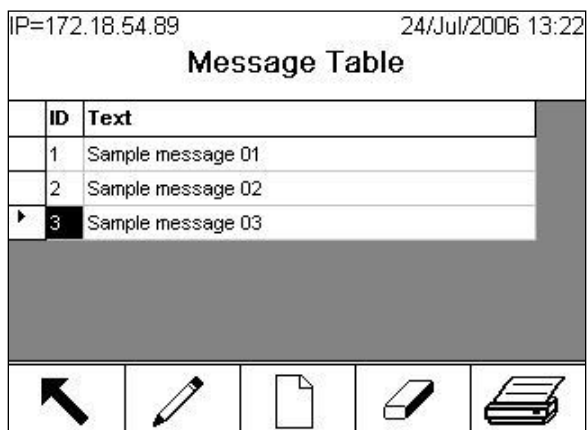 IP=172.18.54.89 24/Jul/2006 13:22
Message Table
ID Text
1 Sample message 01
2 Sample message 02
3 Sample message 03